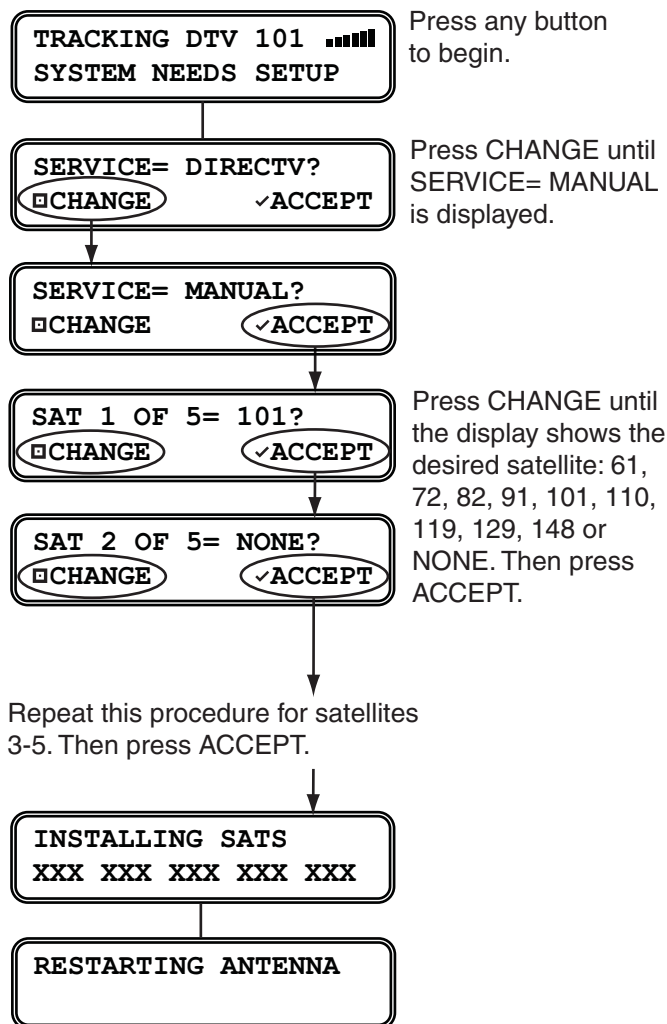 TRACKING DTV 101
SYSTEM NEEDS SETUP
Press any button
to begin.
SERVICE= DIRECTV?
CHANGE ✓ACCEPT
Press CHANGE until
SERVICE= MANUAL
is displayed.
SERVICE= MANUAL?
CHANGE ✓ACCEPT
SAT 1 OF 5= 101?
CHANGE ✓ACCEPT
SAT 2 OF 5= NONE?
CHANGE ✓ACCEPT
Press CHANGE until
the display shows the
desired satellite: 61,
72, 82, 91, 101, 110,
119, 129, 148 or
NONE. Then press
ACCEPT.
Repeat this procedure for satellites
3-5. Then press ACCEPT.
INSTALLING SATS
XXX XXX XXX XXX XXX
RESTARTING ANTENNA